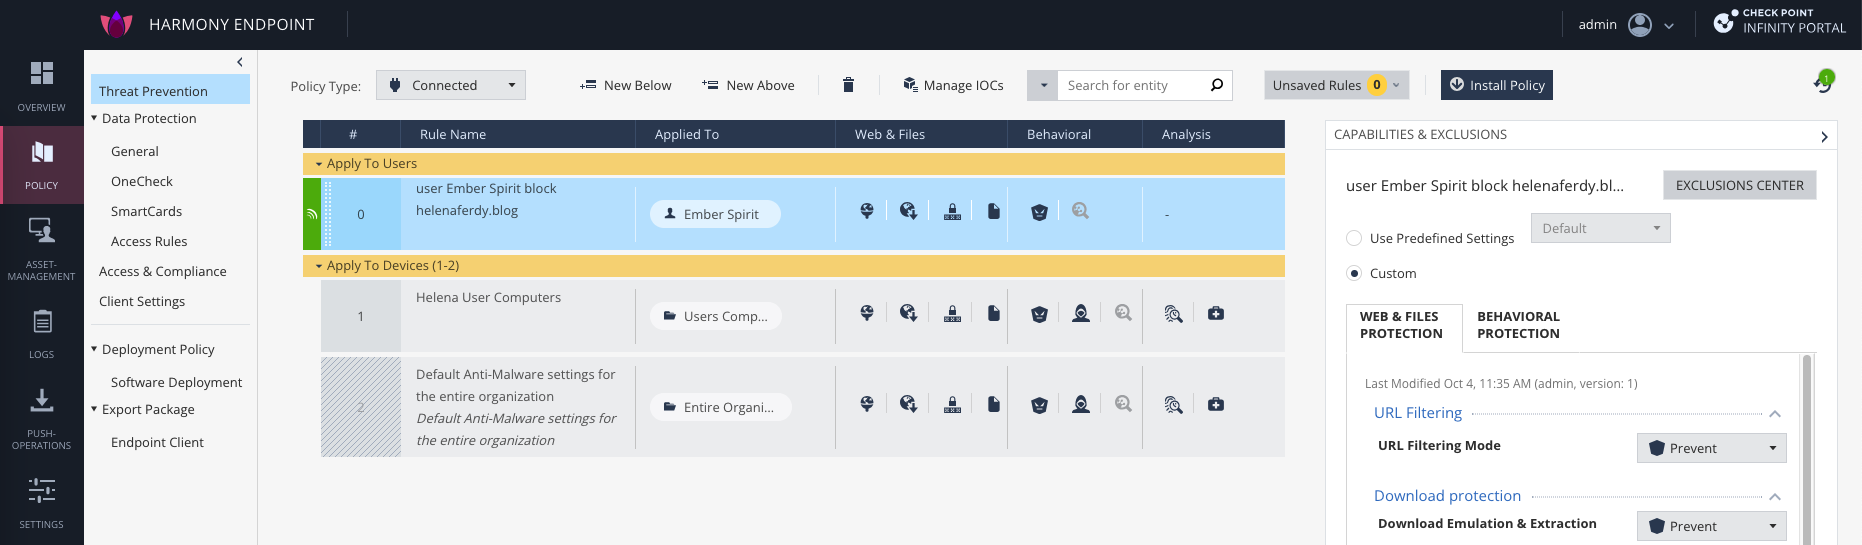 HARMONY ENDPOINT
admin
CHECK POINT
INFINITY PORTAL
OVERVIEW
POLICY
ASSET-
MANAGEMENT
LOGS
PUSH-
OPERATIONS
SETTINGS
Threat Prevention
Data Protection
General
OneCheck
SmartCards
Access Rules
Access & Compliance
Client Settings
Deployment Policy
Software Deployment
Export Package
Endpoint Client
Policy Type: Connected New Below New Above Manage IOCs Search for entity Unsaved Rules 0 Install Policy 1
# Rule Name Applied To Web & Files Behavioral Analysis
Apply To Users
0 user Ember Spirit block
helenaferdy.blog
Ember Spirit -
Apply To Devices (1-2)
1 Helena User Computers Users Comp...
2 Default Anti-Malware settings for
the entire organization
Default Anti-Malware settings for
the entire organization
Entire Organi...
CAPABILITIES & EXCLUSIONS
user Ember Spirit block helenaferdy.bl... EXCLUSIONS CENTER
Use Predefined Settings Default
Custom
WEB & FILES
PROTECTION
BEHAVIORAL
PROTECTION
Last Modified Oct 4, 11:35 AM (admin, version: 1)
URL Filtering
URL Filtering Mode Prevent
Download protection
Download Emulation & Extraction Prevent